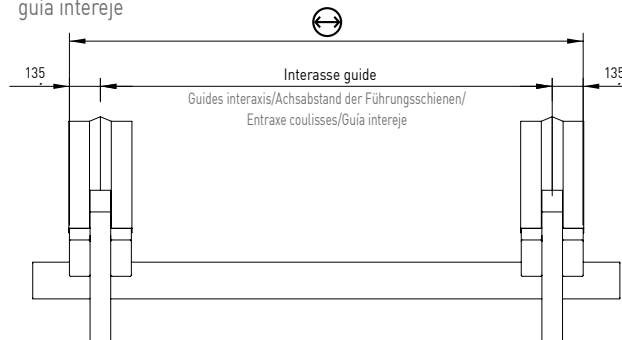 guía intereje
135
Interasse guide
135
Guides interaxis/Achsabstand der Führungsschienen/
Entraxe coulisses/Guía intereje